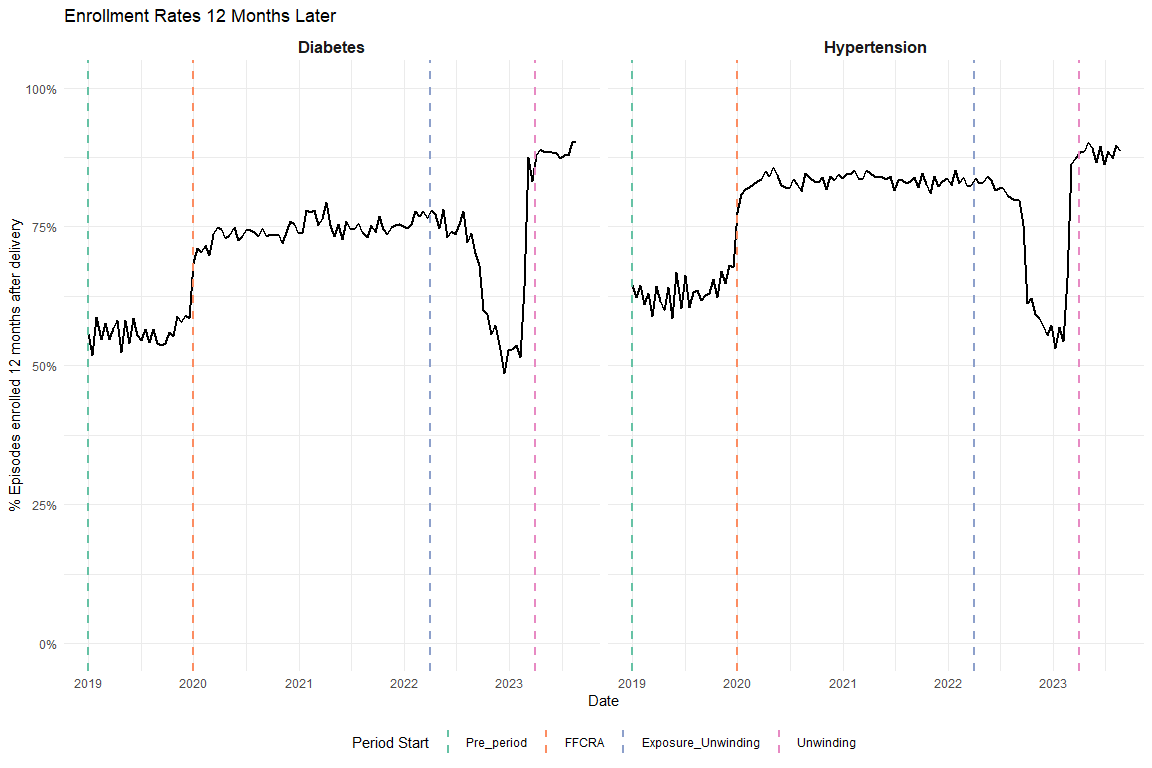 Enrollment Rates 12 Months Later
Diabetes
Hypertension
% Episodes enrolled 12 months after delivery
100%
75%
50%
25%
0%
2019 2020 2021 2022 2023
2019 2020 2021 2022 2023
Date
Period Start Pre_period FFCRA Exposure_Unwinding Unwinding